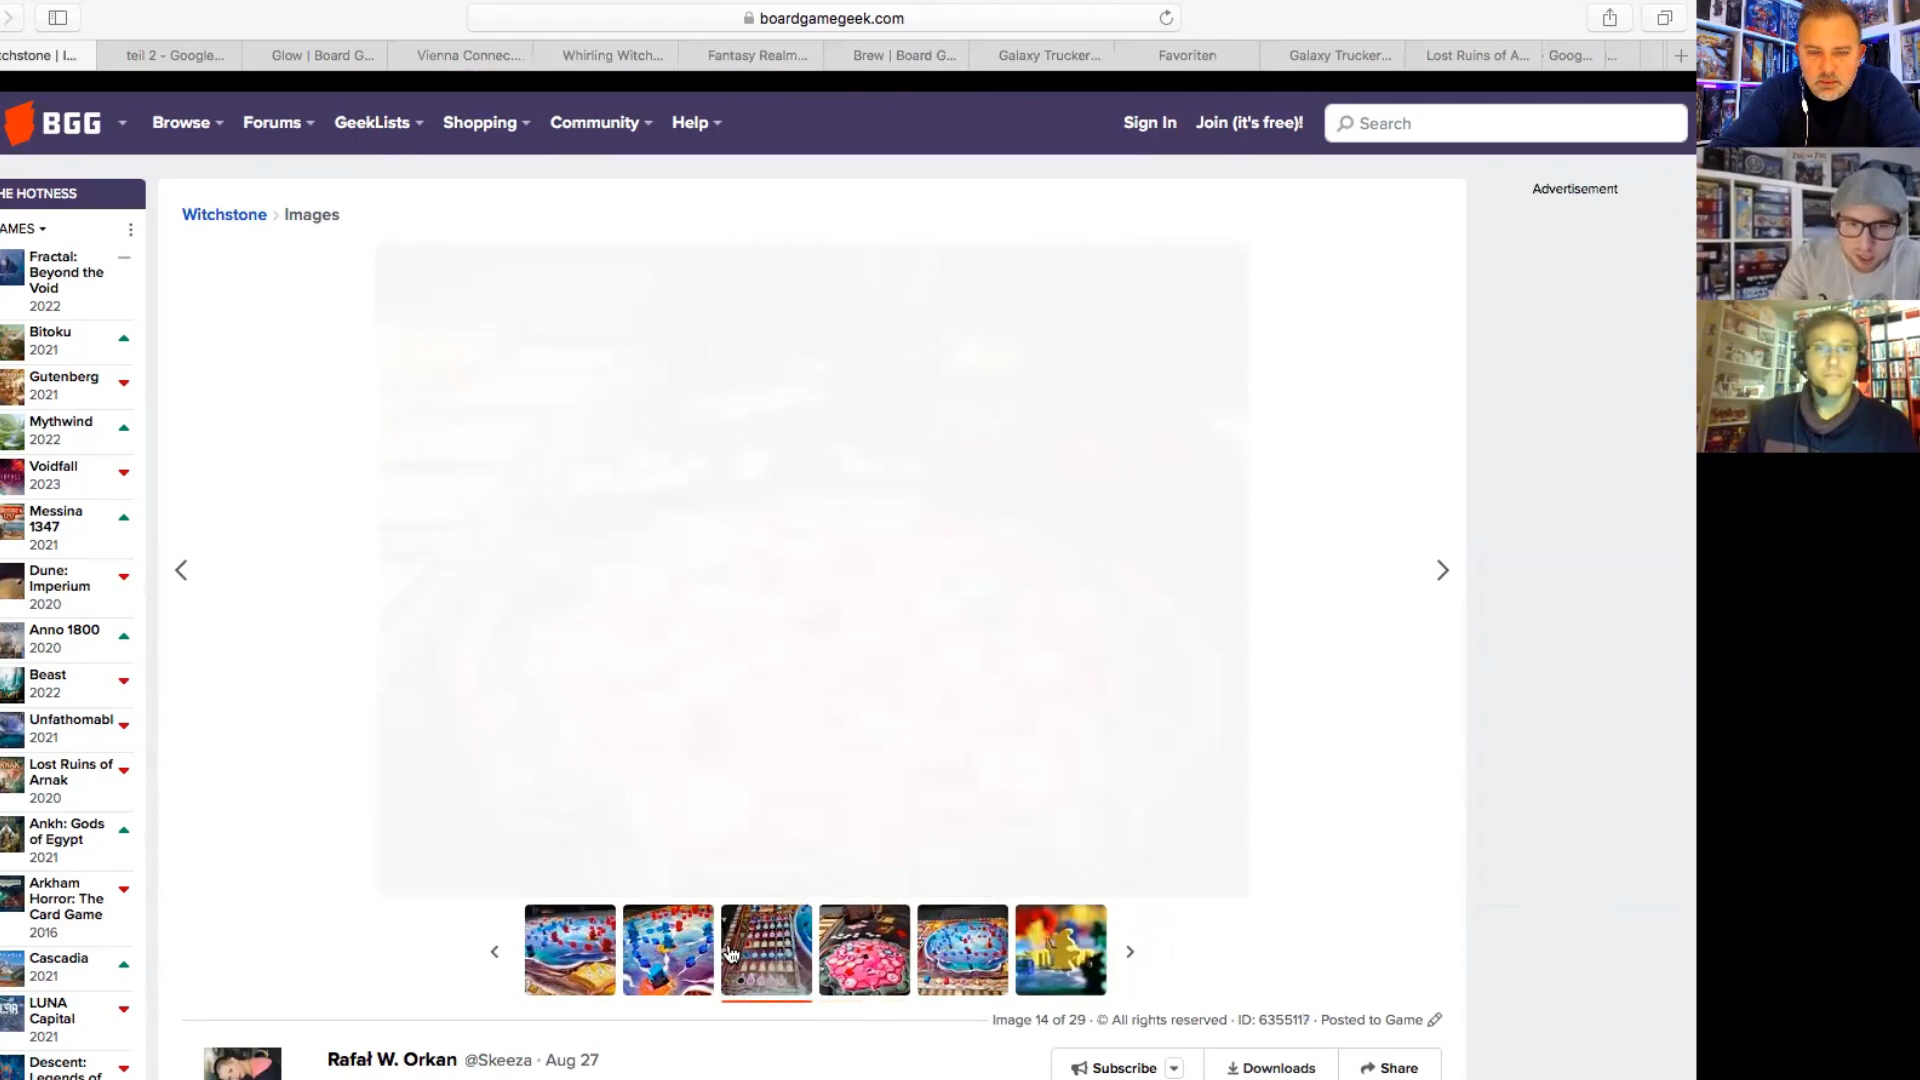 boardgamegeek.com
tchstone | I...
teil 2 - Google...
Glow | Board G...
Vienna Connec...
Whirling Witch...
Fantasy Realm...
Brew | Board G...
Galaxy Trucker...
Favoriten
Galaxy Trucker...
Lost Ruins of A...
Goog...
...
BGG
Browse
Forums
GeekLists
Shopping
Community
Help
Sign In
Join (it's free)!
Search
HE HOTNESS
AMES
Fractal:
Beyond the
Void
2022
Bitoku
2021
Gutenberg
2021
Mythwind
2022
Voidfall
2023
Messina
1347
2021
Dune:
Imperium
2020
Anno 1800
2020
Beast
2022
Unfathomabl
2021
Lost Ruins of
Arnak
2020
Ankh: Gods
of Egypt
2021
Arkham
Horror: The
Card Game
2016
Cascadia
2021
LUNA
Capital
2021
Descent:
Legends of
Witchstone > Images
Advertisement
Image 14 of 29 · © All rights reserved · ID: 6355117 · Posted to Game
Rafał W. Orkan @Skeeza · Aug 27
Subscribe
Downloads
Share